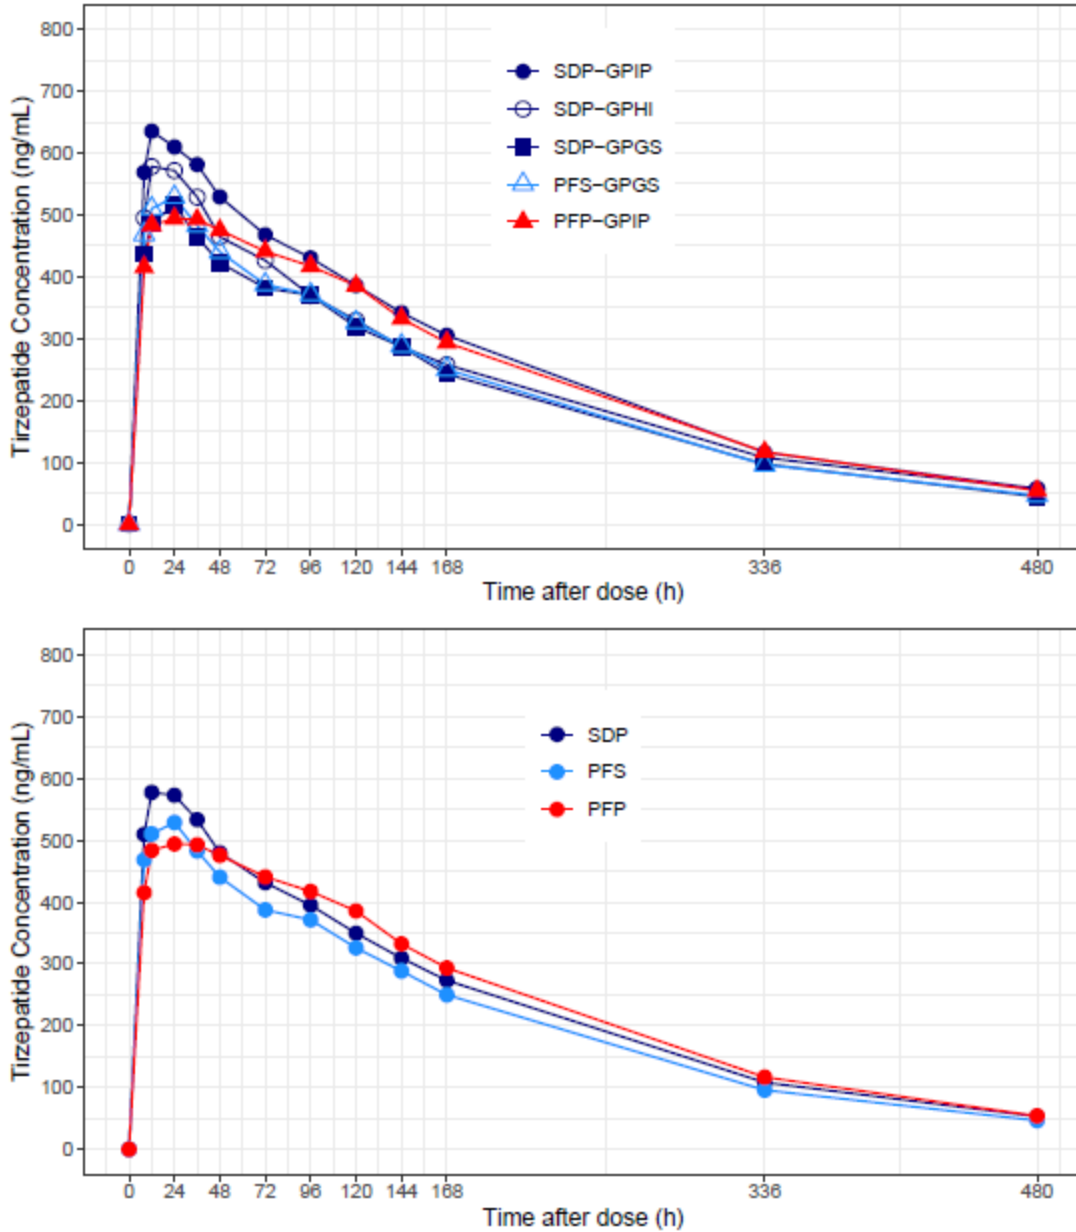 800
700
600
500
400
300
200
100
0
Tirzepatide Concentration (ng/mL)
SDP-GPIP
SDP-GPHI
SDP-GPGS
PFS-GPGS
PFP-GPIP
0 24 48 72 96 120 144 168 336 480
Time after dose (h)
800
700
600
500
400
300
200
100
0
Tirzepatide Concentration (ng/mL)
SDP
PFS
PFP
0 24 48 72 96 120 144 168 336 480
Time after dose (h)